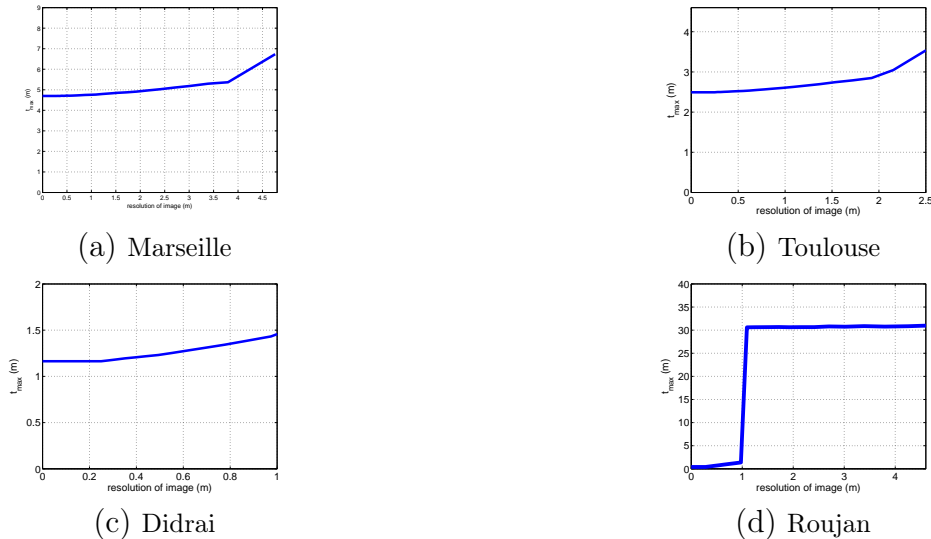 9
8
7
6
5
4
3
2
1
0
t_max (m)
0 0.5 1 1.5 2 2.5 3 3.5 4 4.5
resolution of image (m)
(a) Marseille
4
3
2
1
0
t_max (m)
0 0.5 1 1.5 2 2.5
resolution of image (m)
(b) Toulouse
2
1.5
1
0.5
0
t_max (m)
0 0.2 0.4 0.6 0.8 1
resolution of image (m)
(c) Didrai
40
35
30
25
20
15
10
5
0
t_max (m)
0 1 2 3 4
resolution of image (m)
(d) Roujan